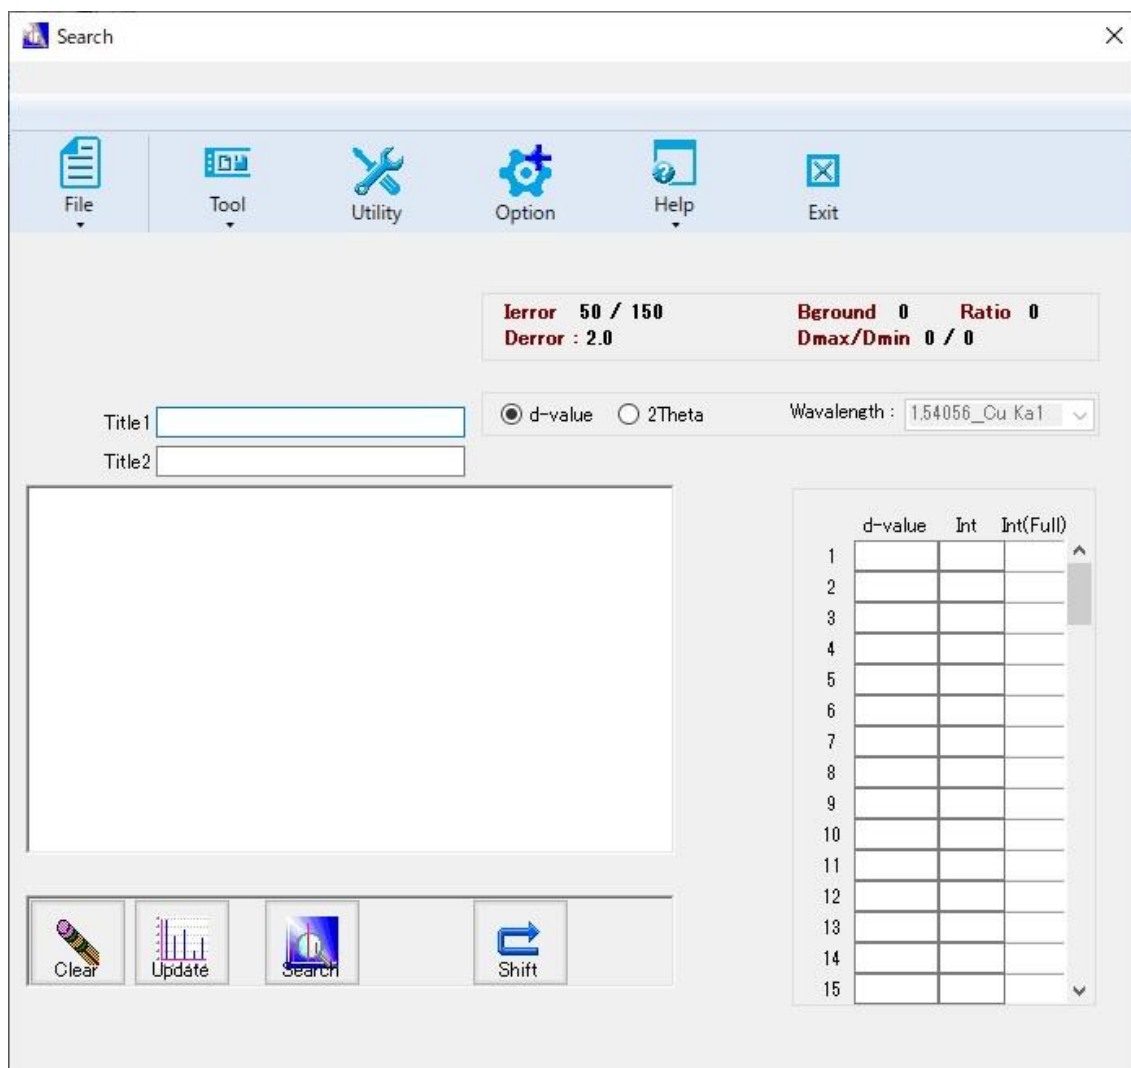 Search
File
Tool
Utility
Option
Help
Exit
Ierror 50 / 150 Bground 0 Ratio 0
Derror : 2.0 Dmax/Dmin 0 / 0
Title1
d-value 2Theta Wavalength : 1.54056_Cu Ka1
Title2
d-value Int Int(Full)
1
2
3
4
5
6
7
8
9
10
11
12
13
14
15
Clear
Update
Search
Shift